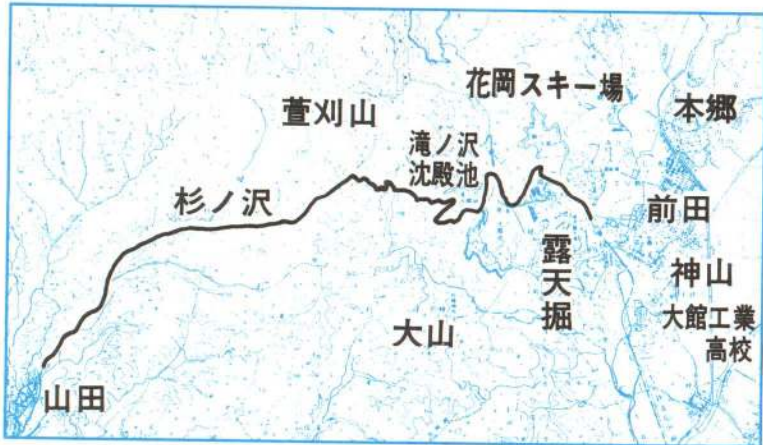 花岡スキー場
本郷
萱刈山
滝ノ沢
沈殿池
杉ノ沢
前田
露天掘
神山
大山
大館工業
高校
山田